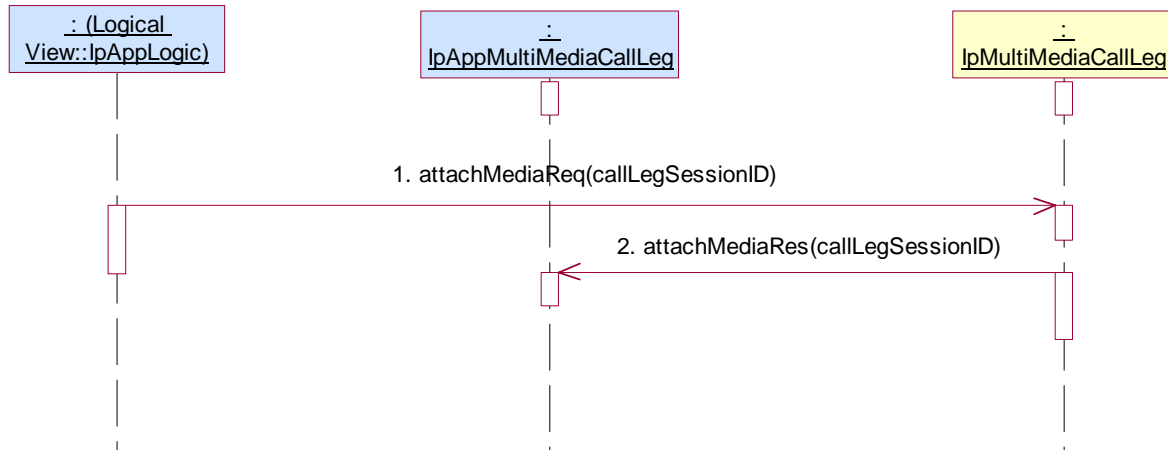 : (Logical
View::IpAppLogic)
:
IpAppMultiMediaCallLeg
:
IpMultiMediaCallLeg
1. attachMediaReq(callLegSessionID)
2. attachMediaRes(callLegSessionID)